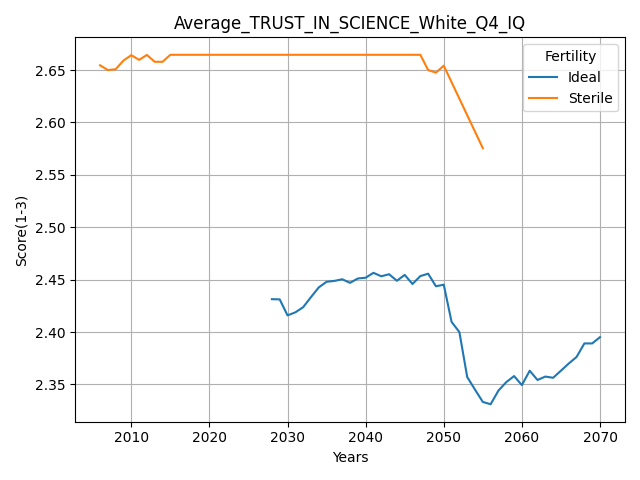 Average_TRUST_IN_SCIENCE_White_Q4_IQ
Fertility
Ideal
Sterile
Score(1-3)
2.65
2.60
2.55
2.50
2.45
2.40
2.35
2010 2020 2030 2040 2050 2060 2070
Years